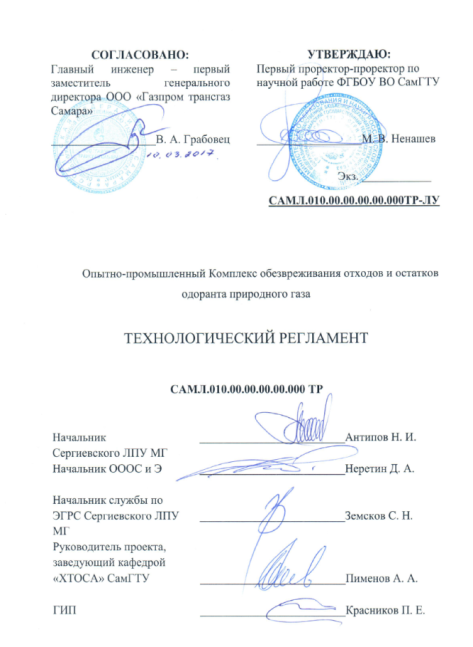 СОГЛАСОВАНО:
Главный инженер – первый
заместитель генерального
директора ООО «Газпром трансгаз
Самара»
В. А. Грабовец
10.03.2017
УТВЕРЖДАЮ:
Первый проректор-проректор по
научной работе ФГБОУ ВО СамГТУ
М. В. Ненашев
Экз.
САМЛ.010.00.00.00.00.000ТР-ЛУ
Опытно-промышленный Комплекс обезвреживания отходов и остатков
одоранта природного газа
ТЕХНОЛОГИЧЕСКИЙ РЕГЛАМЕНТ
САМЛ.010.00.00.00.00.000 ТР
Начальник Антипов Н. И.
Сергиевского ЛПУ МГ
Начальник ОООС и Э Неретин Д. А.
Начальник службы по
ЭГРС Сергиевского ЛПУ Земсков С. Н.
МГ
Руководитель проекта,
заведующий кафедрой
«ХТОСА» СамГТУ Пименов А. А.
ГИП Красников П. Е.